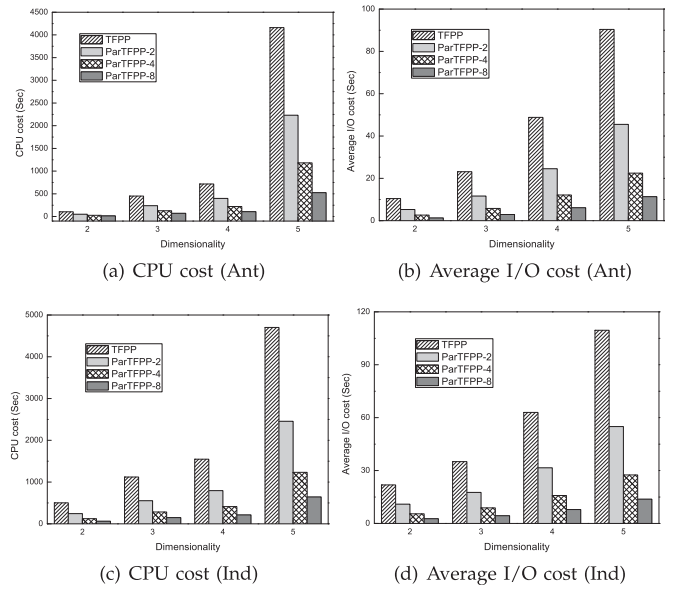 4500
4000
3500
3000
2500
2000
1500
1000
500
0
CPU cost (Sec)
TFPP
ParTFPP-2
ParTFPP-4
ParTFPP-8
2 3 4 5
Dimensionality
(a) CPU cost (Ant)
100
80
60
40
20
0
Average I/O cost (Sec)
TFPP
ParTFPP-2
ParTFPP-4
ParTFPP-8
2 3 4 5
Dimensionality
(b) Average I/O cost (Ant)
5000
4000
3000
2000
1000
0
CPU cost (Sec)
TFPP
ParTFPP-2
ParTFPP-4
ParTFPP-8
2 3 4 5
Dimensionality
(c) CPU cost (Ind)
120
90
60
30
0
Average I/O cost (Sec)
TFPP
ParTFPP-2
ParTFPP-4
ParTFPP-8
2 3 4 5
Dimensionality
(d) Average I/O cost (Ind)